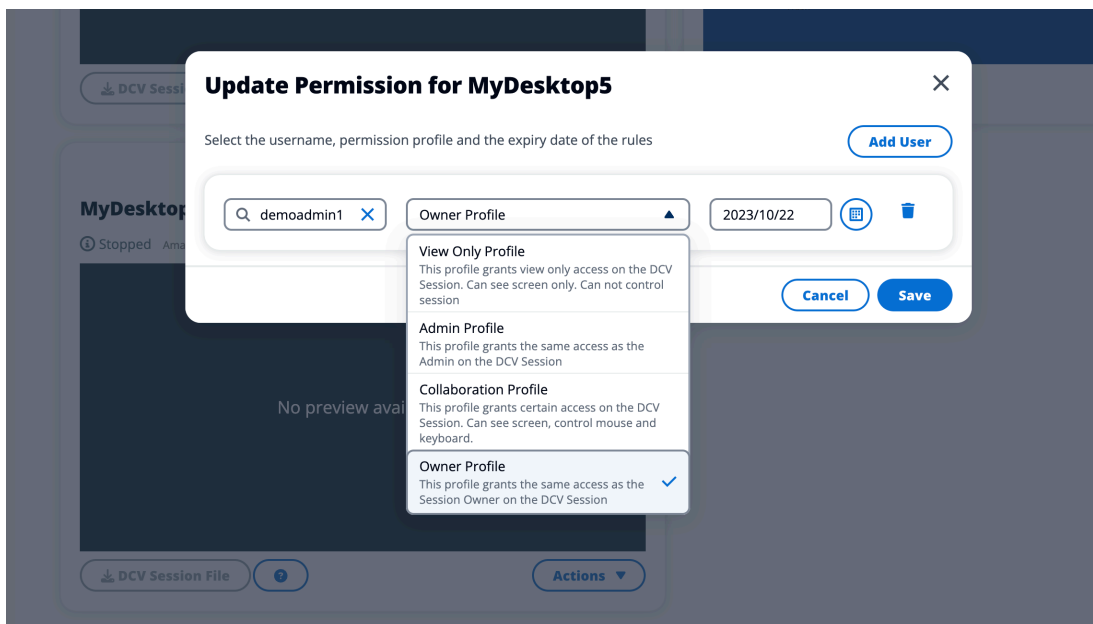 DCV Sessi
Update Permission for MyDesktop5
Select the username, permission profile and the expiry date of the rules
Add User
MyDesktop
Stopped Ama
demoadmin1
Owner Profile
2023/10/22
View Only Profile
This profile grants view only access on the DCV
Session. Can see screen only. Can not control
session
Cancel
Save
Admin Profile
This profile grants the same access as the
Admin on the DCV Session
Collaboration Profile
This profile grants certain access on the DCV
Session. Can see screen, control mouse and
keyboard.
No preview avai
Owner Profile
This profile grants the same access as the
Session Owner on the DCV Session
DCV Session File
?
Actions